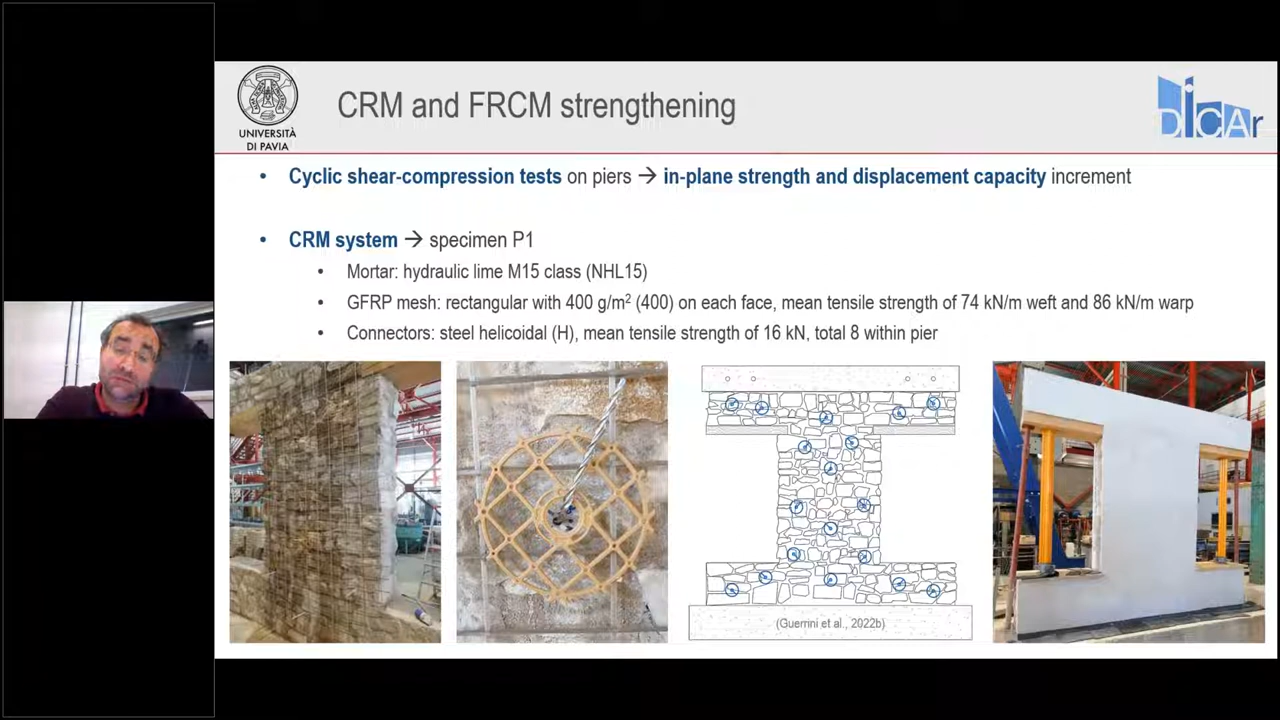 UNIVERSITÀ
DI PAVIA
CRM and FRCM strengthening
DICAr
• Cyclic shear-compression tests on piers → in-plane strength and displacement capacity increment
• CRM system → specimen P1
• Mortar: hydraulic lime M15 class (NHL15)
• GFRP mesh: rectangular with 400 g/m² (400) on each face, mean tensile strength of 74 kN/m weft and 86 kN/m warp
• Connectors: steel helicoidal (H), mean tensile strength of 16 kN, total 8 within pier
(Guerrini et al., 2022b)